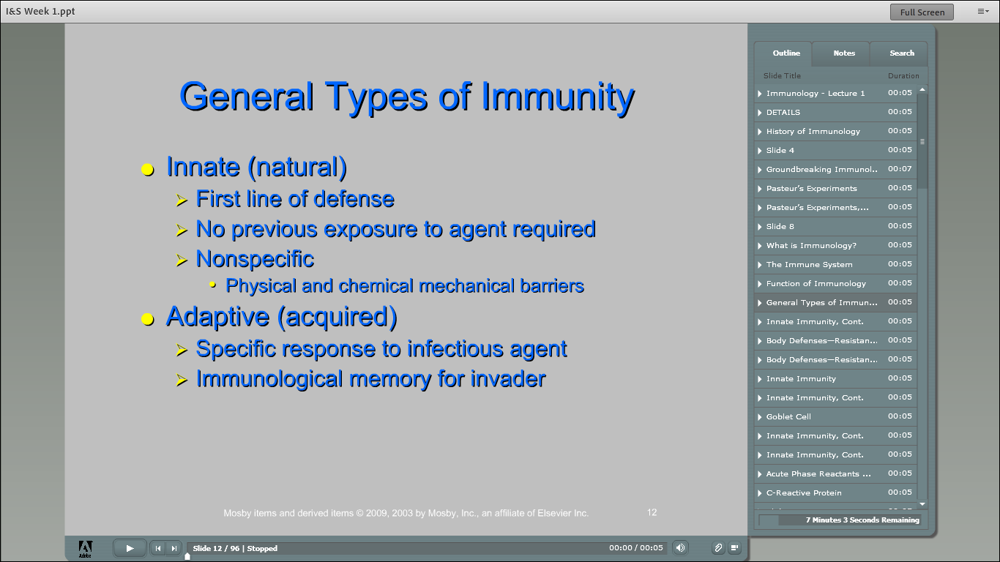 I&S Week 1.ppt
Full Screen
General Types of Immunity
Innate (natural)
First line of defense
No previous exposure to agent required
Nonspecific
Physical and chemical mechanical barriers
Adaptive (acquired)
Specific response to infectious agent
Immunological memory for invader
Mosby items and derived items © 2009, 2003 by Mosby, Inc., an affiliate of Elsevier Inc. 12
Adobe
Slide 12 / 96 | Stopped 00:00 / 00:05
Outline Notes Search
Slide Title Duration
Immunology - Lecture 1 00:05
DETAILS 00:05
History of Immunology 00:05
Slide 4 00:05
Groundbreaking Immunol.. 00:07
Pasteur’s Experiments 00:05
Pasteur’s Experiments,... 00:05
Slide 8 00:05
What is Immunology? 00:05
The Immune System 00:05
Function of Immunology 00:05
General Types of Immun... 00:05
Innate Immunity, Cont. 00:05
Body Defenses—Resistan... 00:05
Body Defenses—Resistan... 00:05
Innate Immunity 00:05
Innate Immunity, Cont. 00:05
Goblet Cell 00:05
Innate Immunity, Cont. 00:05
Innate Immunity, Cont. 00:05
Acute Phase Reactants ... 00:05
C-Reactive Protein 00:05
7 Minutes 3 Seconds Remaining